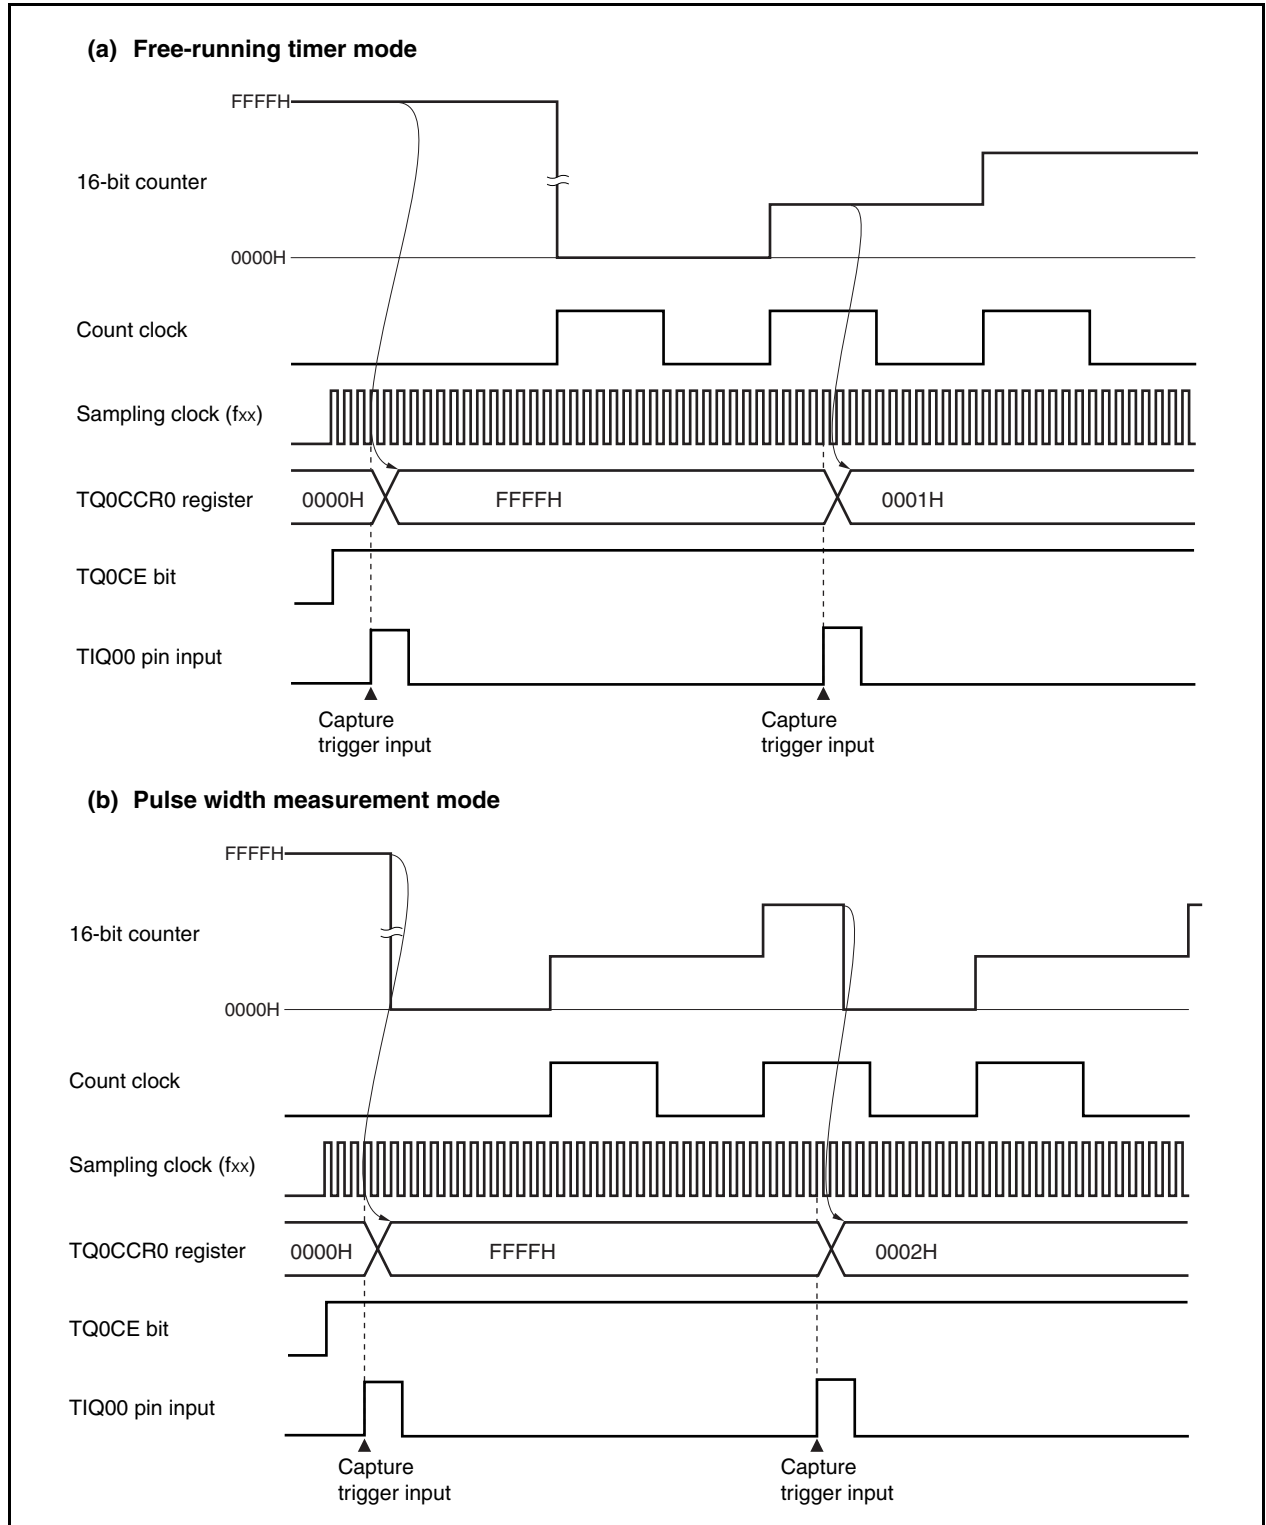 (a) Free-running timer mode
FFFFH
16-bit counter
0000H
Count clock
Sampling clock (fxx)
TQ0CCR0 register
0000H
FFFFH
0001H
TQ0CE bit
TIQ00 pin input
Capture
trigger input
Capture
trigger input
(b) Pulse width measurement mode
FFFFH
16-bit counter
0000H
Count clock
Sampling clock (fxx)
TQ0CCR0 register
0000H
FFFFH
0002H
TQ0CE bit
TIQ00 pin input
Capture
trigger input
Capture
trigger input